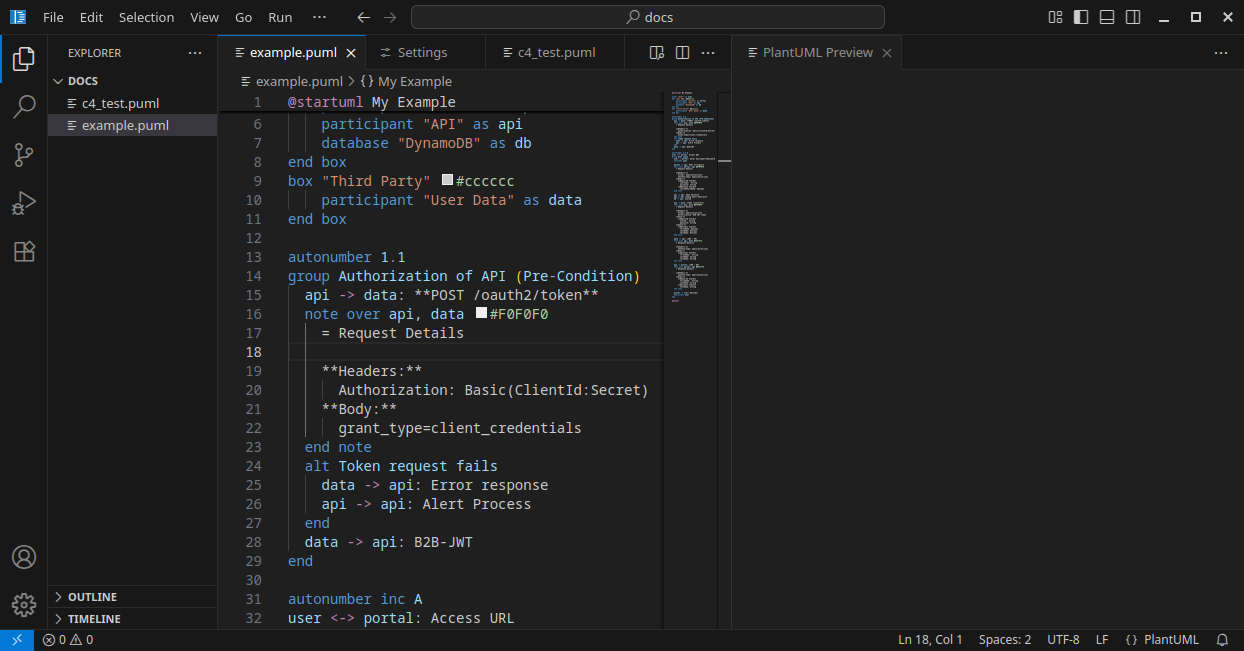 File Edit Selection View Go Run ··· docs
EXPLORER ···
DOCS
c4_test.puml
example.puml
OUTLINE
TIMELINE
example.puml Settings c4_test.puml ···
example.puml > {} My Example
1 @startuml My Example
6 participant "API" as api
7 database "DynamoDB" as db
8 end box
9 box "Third Party" #cccccc
10 participant "User Data" as data
11 end box
12
13 autonumber 1.1
14 group Authorization of API (Pre-Condition)
15 api -> data: **POST /oauth2/token**
16 note over api, data #F0F0F0
17 = Request Details
18
19 **Headers:**
20 Authorization: Basic(ClientId:Secret)
21 **Body:**
22 grant_type=client_credentials
23 end note
24 alt Token request fails
25 data -> api: Error response
26 api -> api: Alert Process
27 end
28 data -> api: B2B-JWT
29 end
30
31 autonumber inc A
32 user <-> portal: Access URL
PlantUML Preview ···
0 0 Ln 18, Col 1 Spaces: 2 UTF-8 LF {} PlantUML